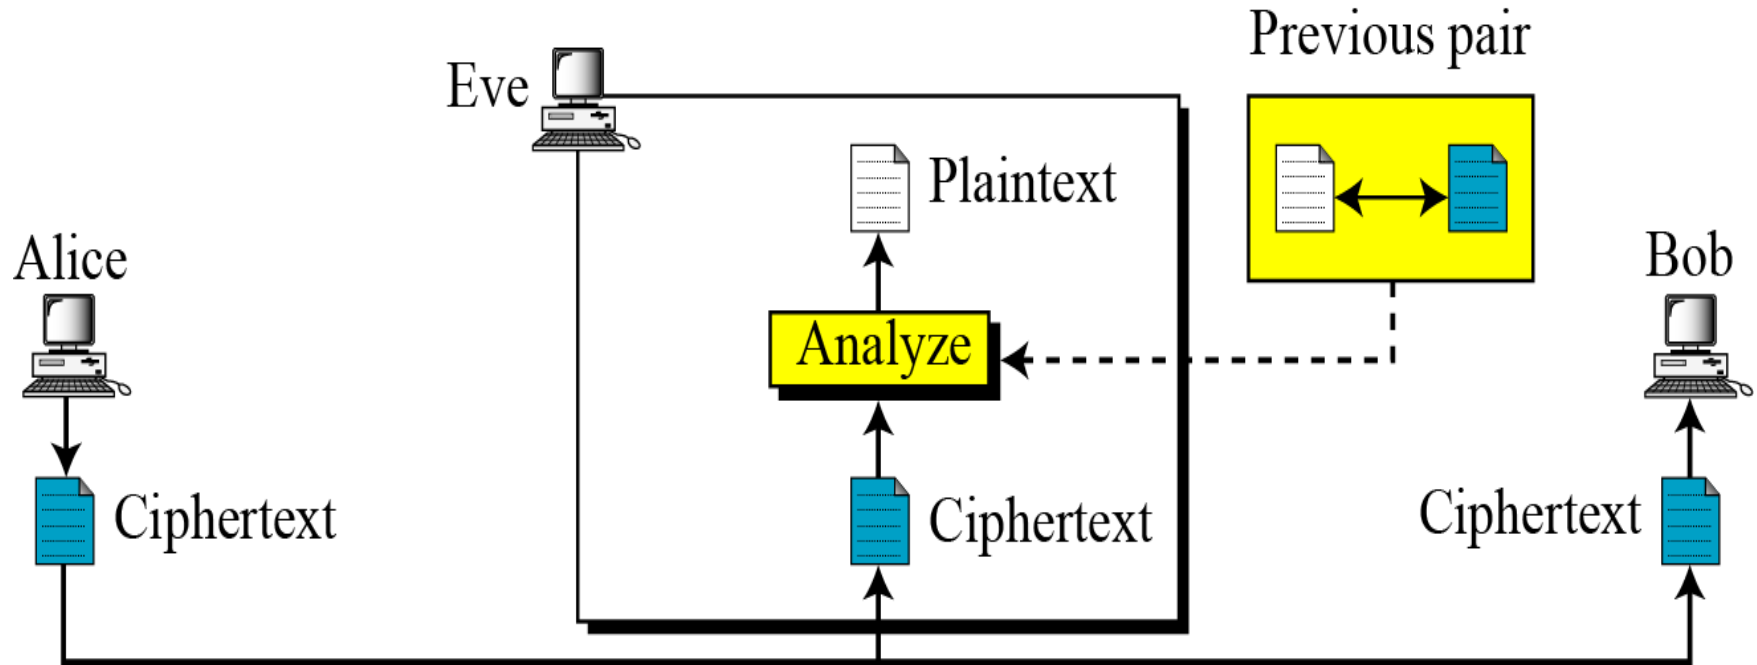 Previous pair
Eve
Plaintext
Alice
Bob
Analyze
Ciphertext
Ciphertext
Ciphertext